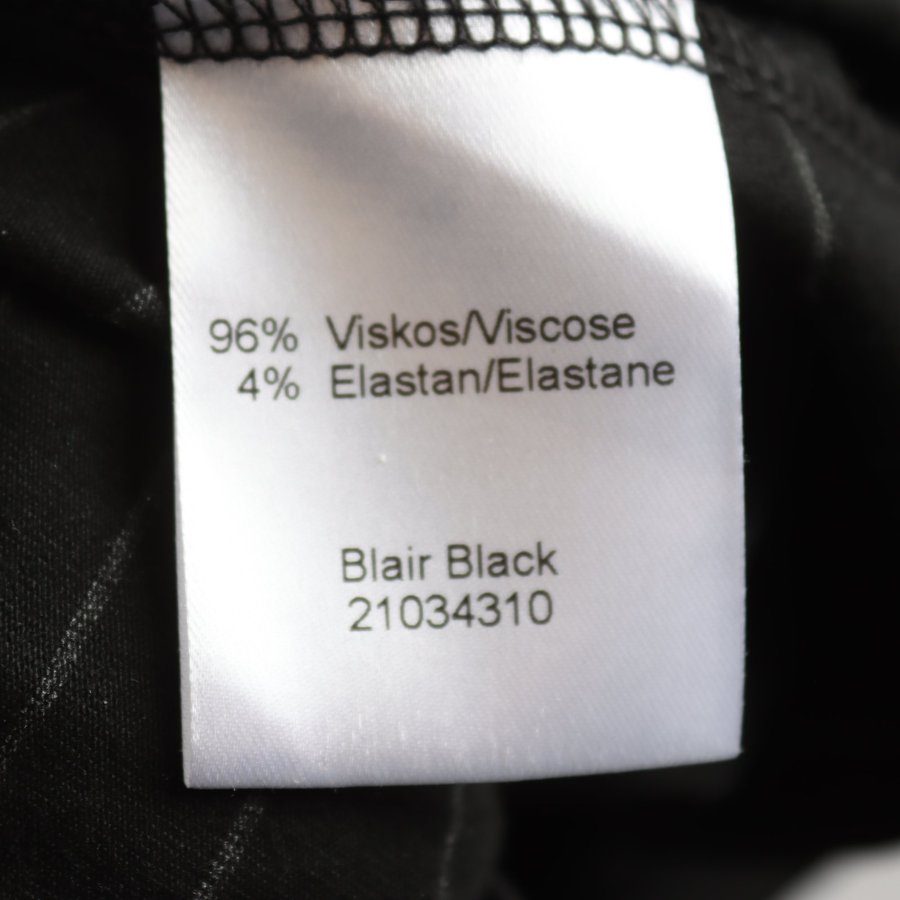 96% Viskos/Viscose
4% Elastan/Elastane
Blair Black
21034310